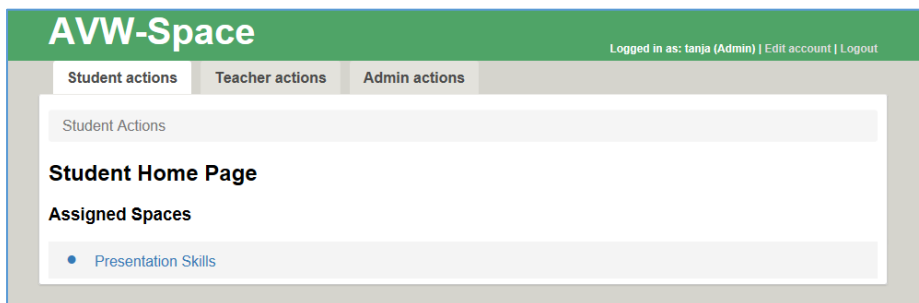 AVW-Space
Logged in as: tanja (Admin) | Edit account | Logout
Student actions Teacher actions Admin actions
Student Actions
Student Home Page
Assigned Spaces
Presentation Skills